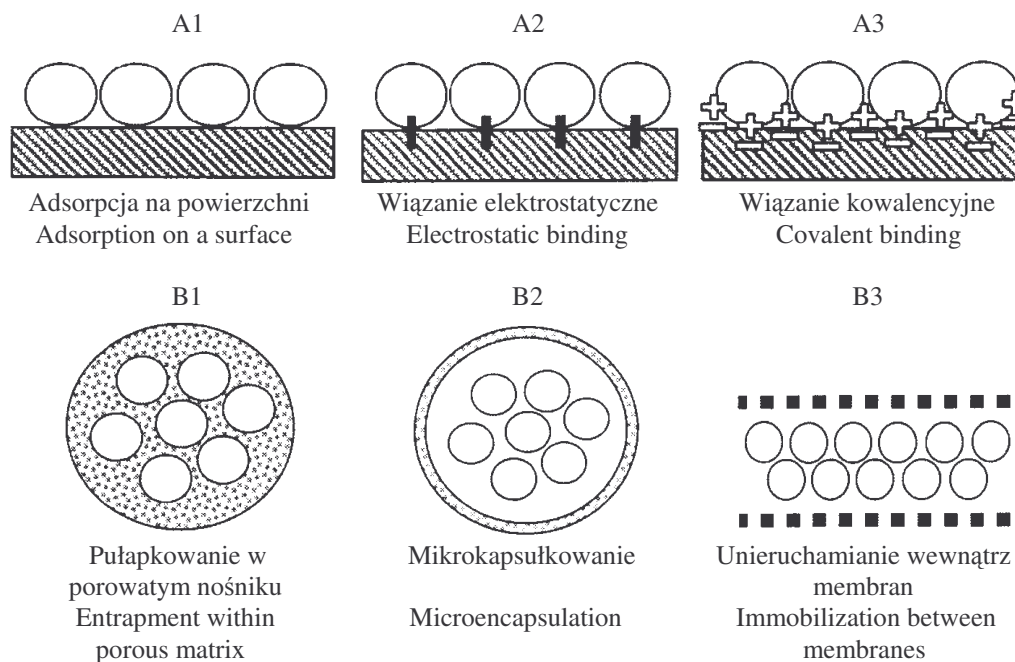 A1
A2
A3
Adsorpcja na powierzchni
Adsorption on a surface
Wiązanie elektrostatyczne
Electrostatic binding
Wiązanie kowalencyjne
Covalent binding
B1
B2
B3
Pułapkowanie w
porowatym nośniku
Entrapment within
porous matrix
Mikrokapsułkowanie
Microencapsulation
Unieruchamianie wewnątrz
membran
Immobilization between
membranes